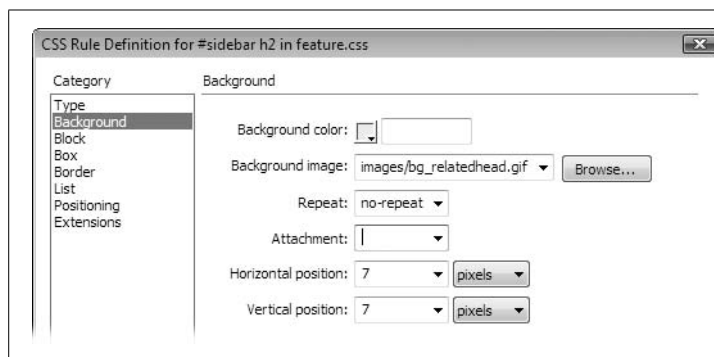 CSS Rule Definition for #sidebar h2 in feature.css
Category
Background
Type
Background
Block
Box
Border
List
Positioning
Extensions
Background color:
Background image: images/bg_relatedhead.gif Browse...
Repeat: no-repeat
Attachment:
Horizontal position: 7 pixels
Vertical position: 7 pixels